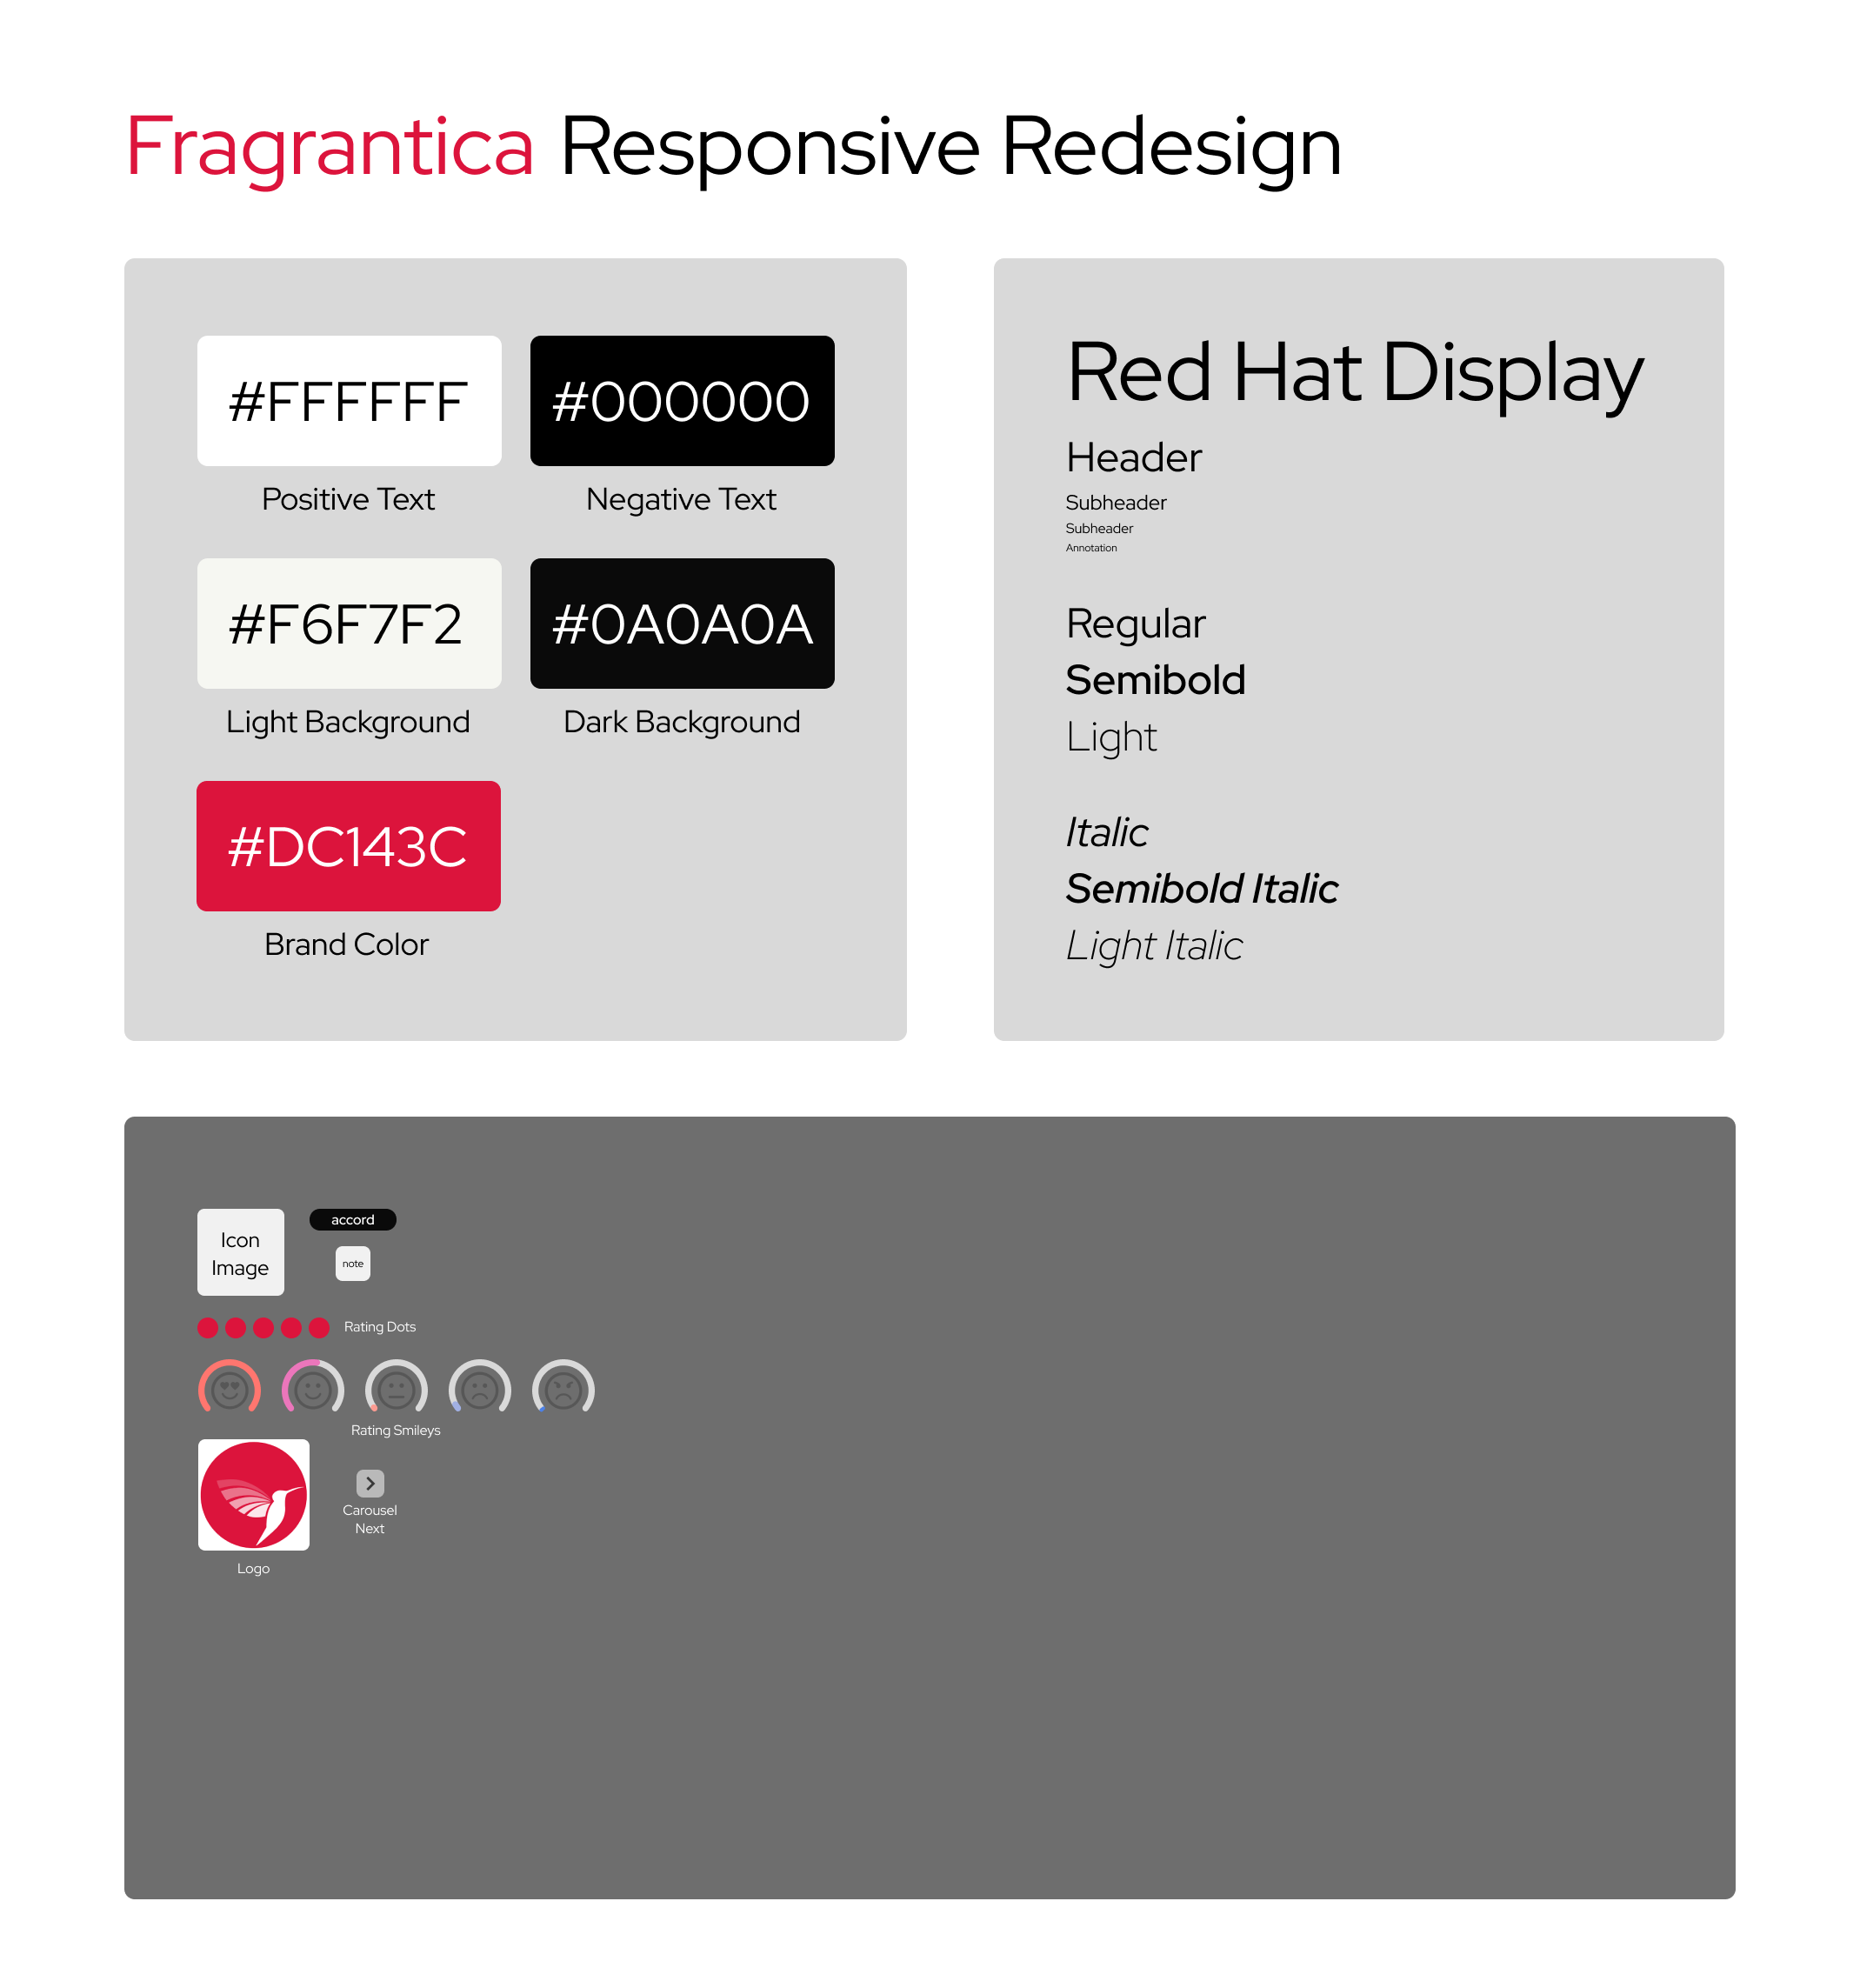 Fragrantica Responsive Redesign
#FFFFFF
#000000
Positive Text
Negative Text
#F6F7F2
#0A0A0A
Light Background
Dark Background
#DC143C
Brand Color
Red Hat Display
Header
Subheader
Subheader
Annotation
Regular
Semibold
Light
Italic
Semibold Italic
Light Italic
Icon
Image
accord
note
Rating Dots
Rating Smileys
Logo
Carousel
Next